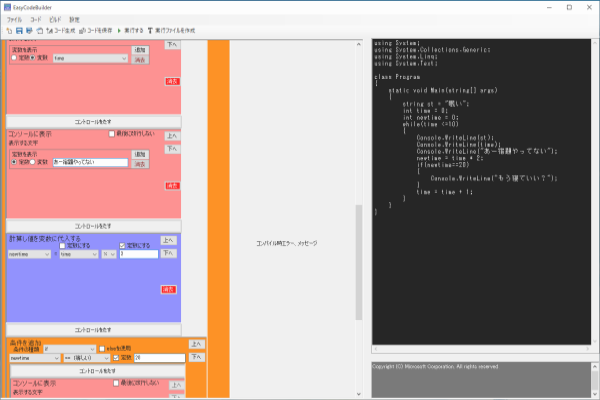 EasyCodeBuilder
ファイル コード ビルド 設定
コード生成 コードを保存 実行する 実行ファイルを作成
下へ
変数を表示
定数 変数 time 追加
消去
消去
コントロールをたす
コンソールに表示 最後に改行しない 上へ
表示する文字 下へ
変数を表示
定数 変数 あー宿題やってない 追加
消去
消去
コントロールをたす
計算し値を変数に代入する 上へ
定数にする 定数にする
newtime = time 下へ
消去
コントロールをたす
条件を追加 上へ
条件の種類 if elseを使用
newtime == (等しい) 定数 20 下へ
コントロールをたす
コンソールに表示 最後に改行しない 上へ
表示する文字 下へ
コンパイル時エラー、メッセージ
using System;
using System.Collections.Generic;
using System.Linq;
using System.Text;
class Program
{
static void Main(string[] args)
{
string st = "眠い";
int time = 0;
int newtime = 0;
while(time <=10)
{
Console.WriteLine(st);
Console.WriteLine(time);
Console.WriteLine("あー宿題やってない");
newtime = time * 2;
if(newtime==20)
{
Console.WriteLine("もう寝ていい？");
}
time = time + 1;
}
}
}
Copyright (C) Microsoft Corporation. All rights reserved.